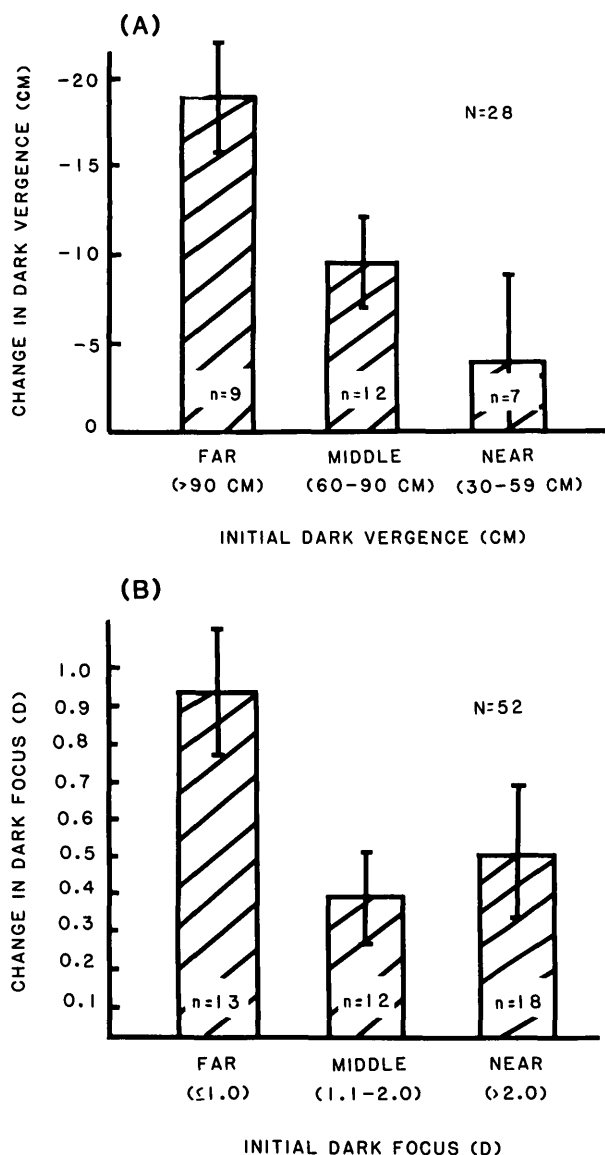 (A)
CHANGE IN DARK VERGENCE (CM)
-20
-15
-10
-5
0
N=28
n=9
n=12
n=7
FAR MIDDLE NEAR
(>90 CM) (60-90 CM) (30-59 CM)
INITIAL DARK VERGENCE (CM)
(B)
CHANGE IN DARK FOCUS (D)
1.0
0.9
0.8
0.7
0.6
0.5
0.4
0.3
0.2
0.1
N=52
n=13
n=12
n=18
FAR MIDDLE NEAR
(≤1.0) (1.1-2.0) (>2.0)
INITIAL DARK FOCUS (D)